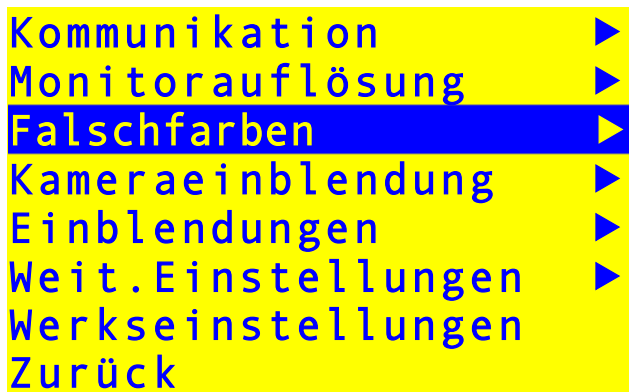 Kommunikation ▶
Monitorauflösung ▶
Falschfarben ▶
Kameraeinblendung ▶
Einblendungen ▶
Weit.Einstellungen ▶
Werkseinstellungen
Zurück